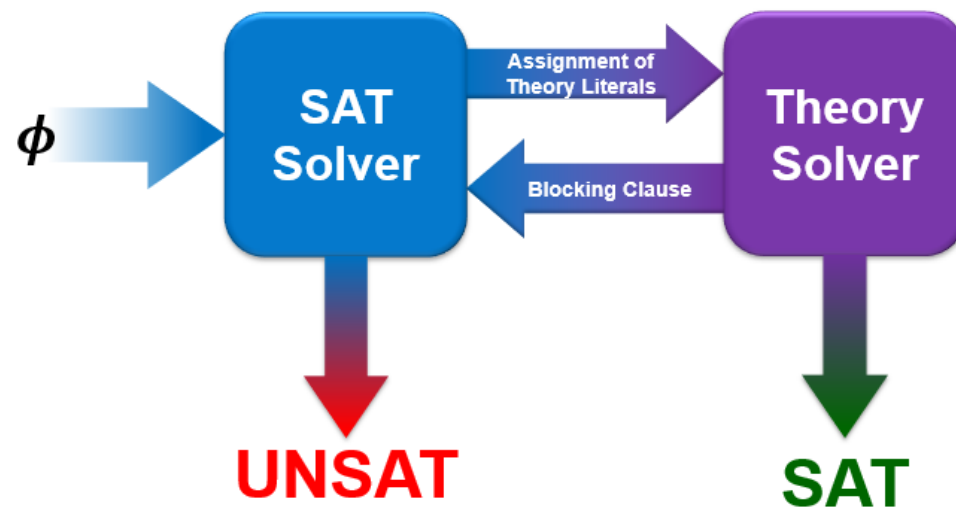 ϕ
SAT
Solver
Assignment of
Theory Literals
Blocking Clause
Theory
Solver
UNSAT
SAT